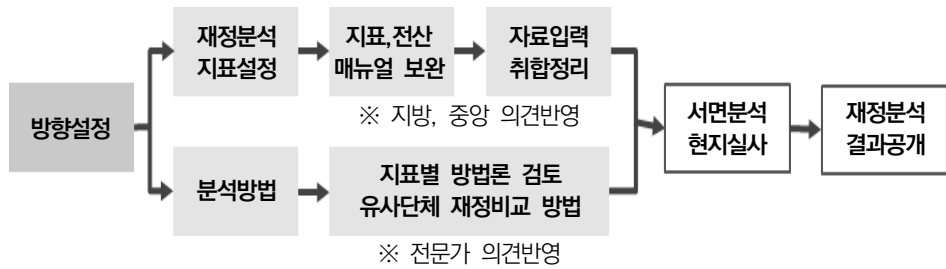 방향설정
재정분석
지표설정
지표,전산
매뉴얼 보완
자료입력
취합정리
※ 지방, 중앙 의견반영
분석방법
지표별 방법론 검토
유사단체 재정비교 방법
※ 전문가 의견반영
서면분석
현지실사
재정분석
결과공개